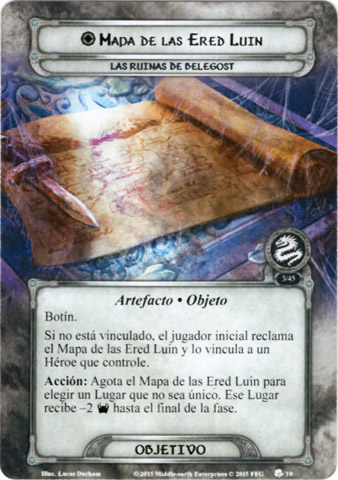 Mapa de las Ered Luin
Las Ruinas de Belegost
3/45
Artefacto • Objeto
Botín.
Si no está vinculado, el jugador inicial reclama
el Mapa de las Ered Luin y lo vincula a un
Héroe que controle.
Acción: Agota el Mapa de las Ered Luin para
elegir un Lugar que no sea único. Ese Lugar
recibe –2 hasta el final de la fase.
OBJETIVO
Illus. Lucas Durham
©2015 Middle-earth Enterprises © 2015 FFG